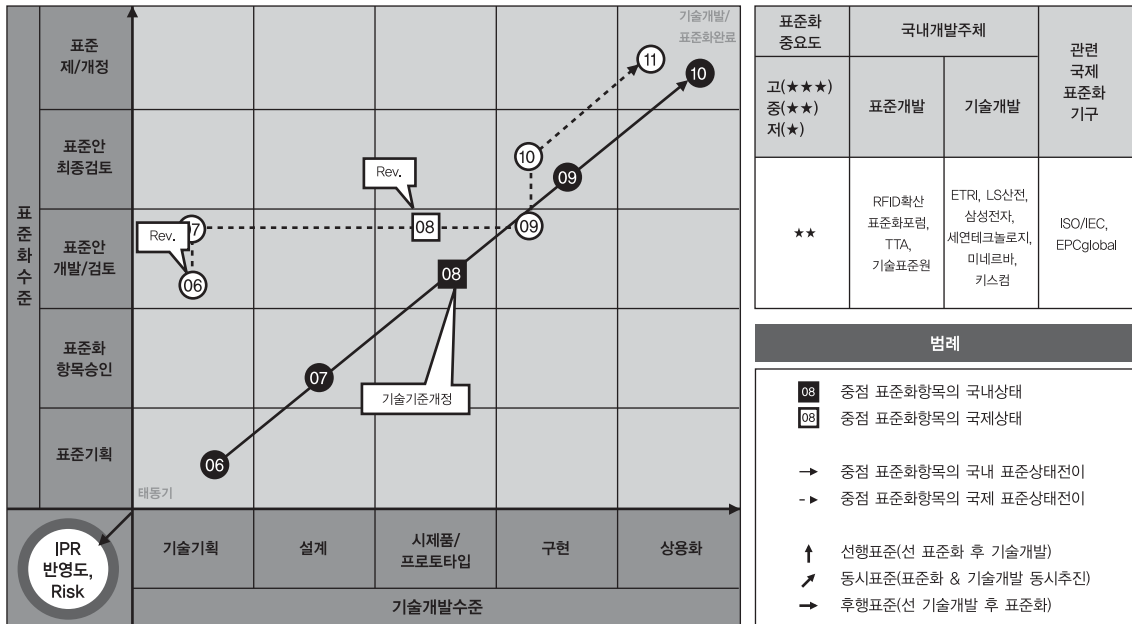 표준화수준
표준
제/개정
표준안
최종검토
표준안
개발/검토
표준화
항목승인
표준기획
기술개발/
표준화완료
11
10
10
09
Rev.
Rev.
07
08
09
06
08
07
기술기준개정
06
태동기
IPR
반영도,
Risk
기술기획
설계
시제품/
프로토타입
구현
상용화
기술개발수준
표준화
중요도
국내개발주체
관련
국제
표준화
기구
고(★★★)
중(★★)
저(★)
표준개발
기술개발
★★
RFID확산
표준화포럼,
TTA,
기술표준원
ETRI, LS산전,
삼성전자,
세연테크놀로지,
미네르바,
키스컴
ISO/IEC,
EPCglobal
범례
08 중점 표준화항목의 국내상태
08 중점 표준화항목의 국제상태
중점 표준화항목의 국내 표준상태전이
중점 표준화항목의 국제 표준상태전이
선행표준(선 표준화 후 기술개발)
동시표준(표준화 & 기술개발 동시추진)
후행표준(선 기술개발 후 표준화)